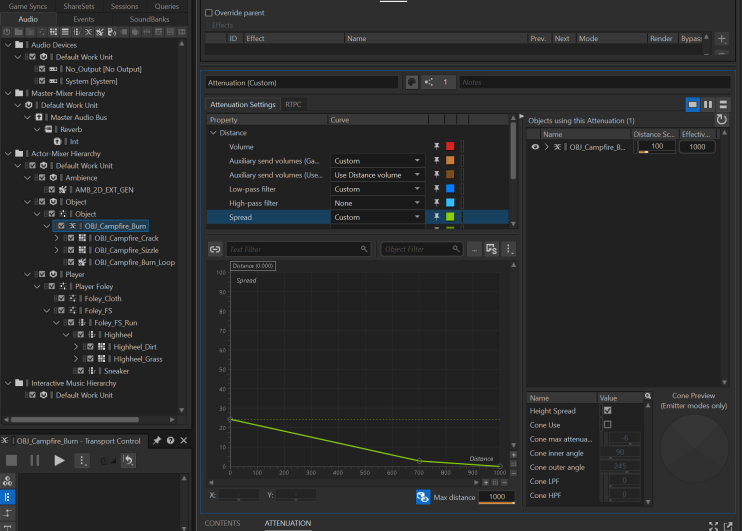 Game Syncs ShareSets Sessions Queries
Audio Events SoundBanks
Audio Devices
Default Work Unit
No_Output [No Output]
System [System]
Master-Mixer Hierarchy
Default Work Unit
Master Audio Bus
Reverb
Int
Actor-Mixer Hierarchy
Default Work Unit
Ambience
AMB_2D_EXT_GEN
Object
Object
OBJ_Campfire_Burn
OBJ_Campfire_Crack
OBJ_Campfire_Sizzle
OBJ_Campfire_Burn_Loop
Player
Player Foley
Foley_Cloth
Foley_FS
Foley_FS_Run
Highheel
Highheel_Dirt
HIghheel_Grass
Sneaker
Interactive Music Hierarchy
Default Work Unit
OBJ_Campfire_Burn - Transport Control
Override parent
Effects
ID Effect Name Prev. Next Mode Render Bypas
Attenuation (Custom) 1 Notes
Attenuation Settings RTPC
Property Curve
Distance
Volume
Auxiliary send volumes (Ga... Custom
Auxiliary send volumes (Use... Use Distance volume
Low-pass filter Custom
High-pass filter None
Spread Custom
Text Filter Object Filter ...
Distance (0.000)
Spread
100
90
80
70
60
50
40
30
20
10
0
Distance
0 100 200 300 400 500 600 700 800 900 1000
X: Y: Max distance 1000
CONTENTS ATTENUATION
Objects using this Attenuation (1)
Name Distance Sc... Effectiv...
OBJ_Campfire_B... 100 1000
Name Value
Height Spread
Cone Use
Cone max attenua... -6
Cone inner angle 90
Cone outer angle 245
Cone LPF 0
Cone HPF 0
Cone Preview
(Emitter modes only)